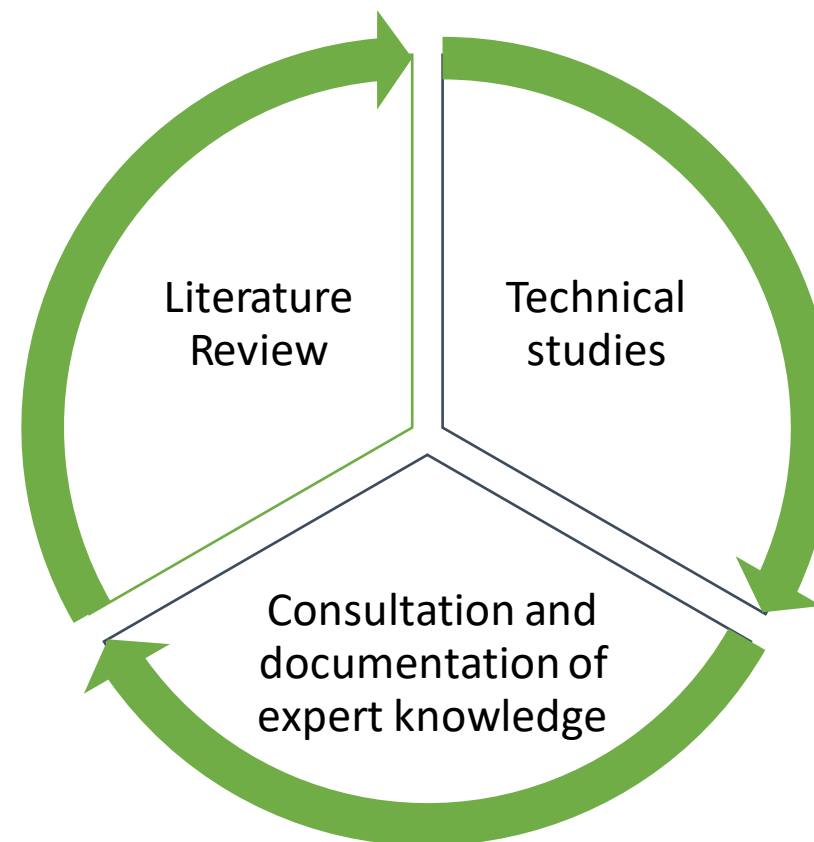 Literature
Review
Technical
studies
Consultation and
documentation of
expert knowledge